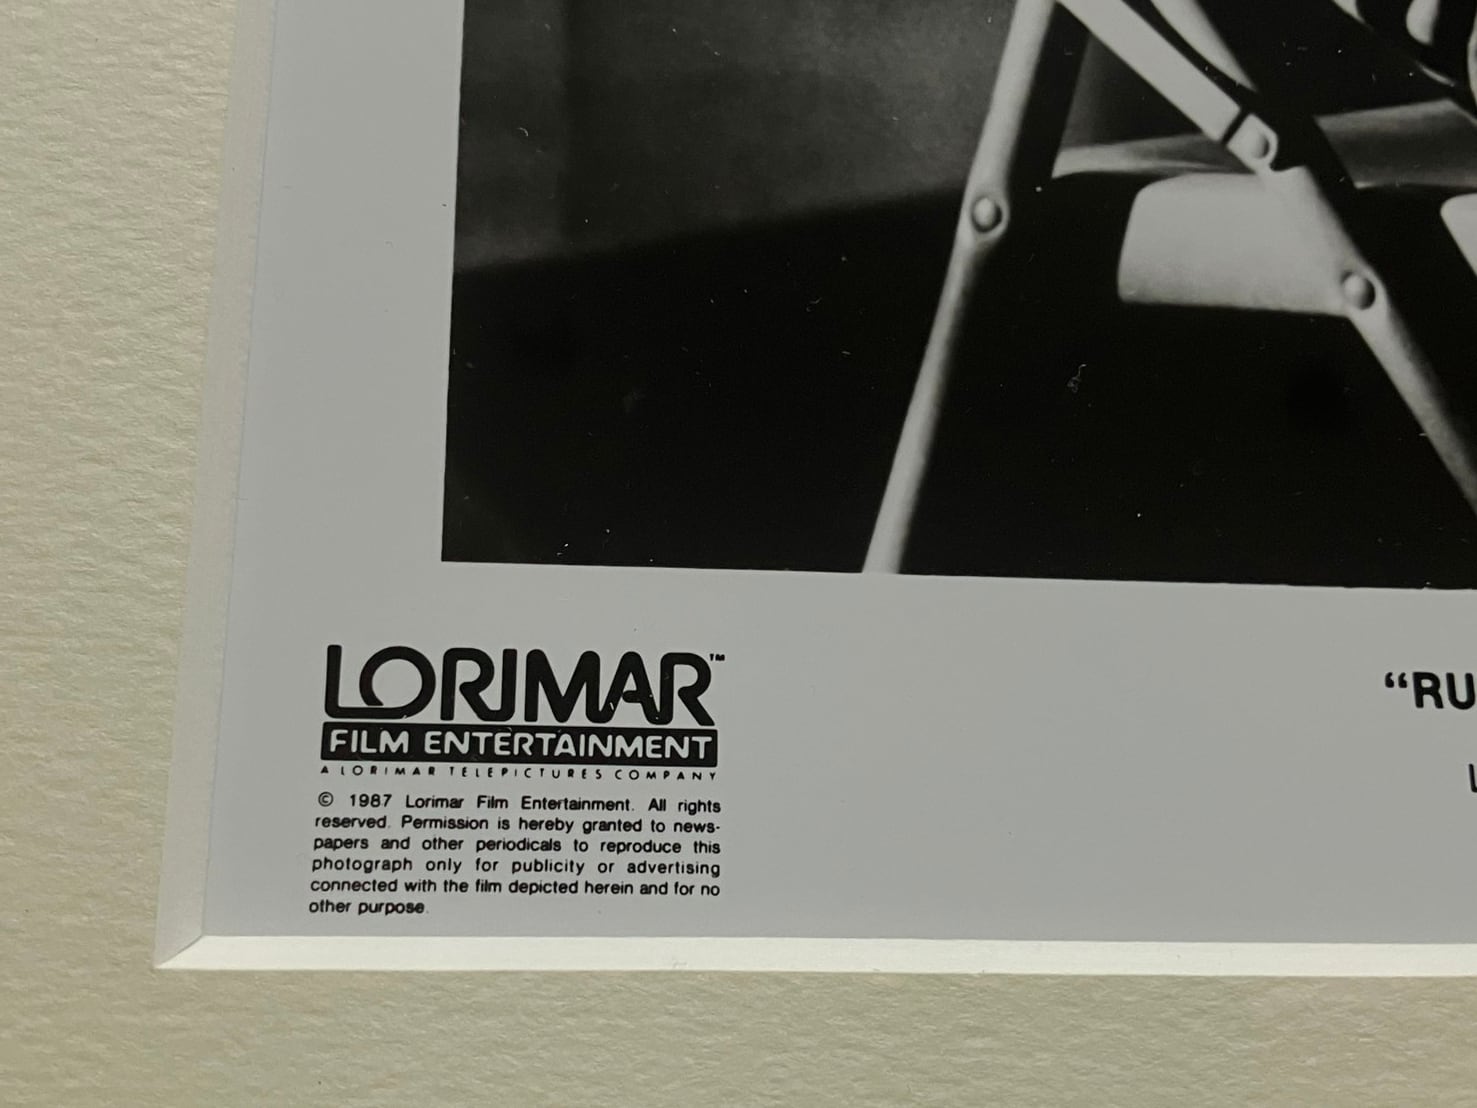 LORIMAR™
FILM ENTERTAINMENT
A LORIMAR TELEPICTURES COMPANY
© 1987 Lorimar Film Entertainment. All rights
reserved. Permission is hereby granted to news-
papers and other periodicals to reproduce this
photograph only for publicity or advertising
connected with the film depicted herein and for no
other purpose.
“RU
L